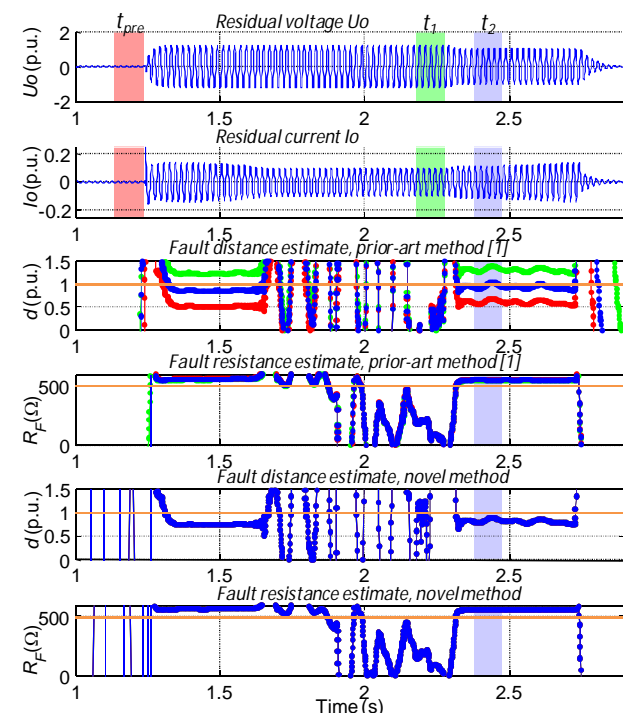 Residual voltage Uo
t_pre
t_1
t_2
Uo (p.u.)
2
0
-2
1 1.5 2 2.5
Residual current Io
Io (p.u.)
0.2
0
-0.2
1 1.5 2 2.5
Fault distance estimate, prior-art method [1]
d (p.u.)
1.5
1
0.5
0
1 1.5 2 2.5
Fault resistance estimate, prior-art method [1]
R_F (Ω)
500
0
1 1.5 2 2.5
Fault distance estimate, novel method
d (p.u.)
1.5
1
0.5
0
1 1.5 2 2.5
Fault resistance estimate, novel method
R_F (Ω)
500
0
1 1.5 2 2.5
Time (s)